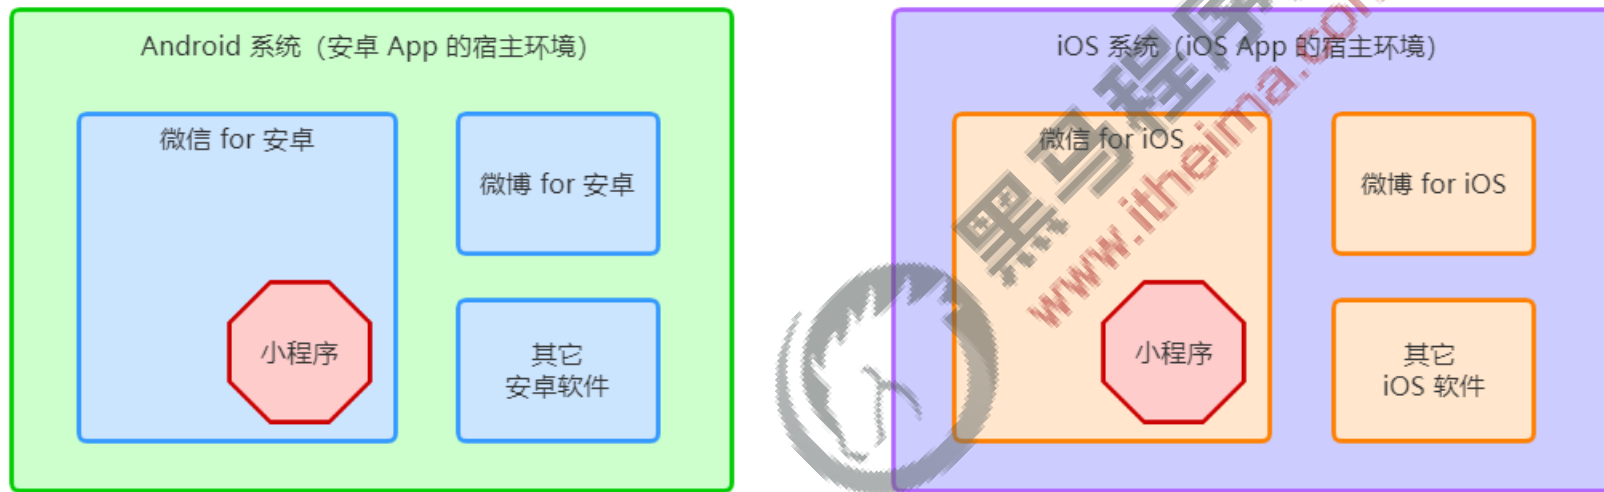 Android 系统（安卓 App 的宿主环境）
微信 for 安卓
微博 for 安卓
小程序
其它
安卓软件
iOS 系统（iOS App 的宿主环境）
微信 for iOS
微博 for iOS
小程序
其它
iOS 软件
黑马程序
www.itheima.com